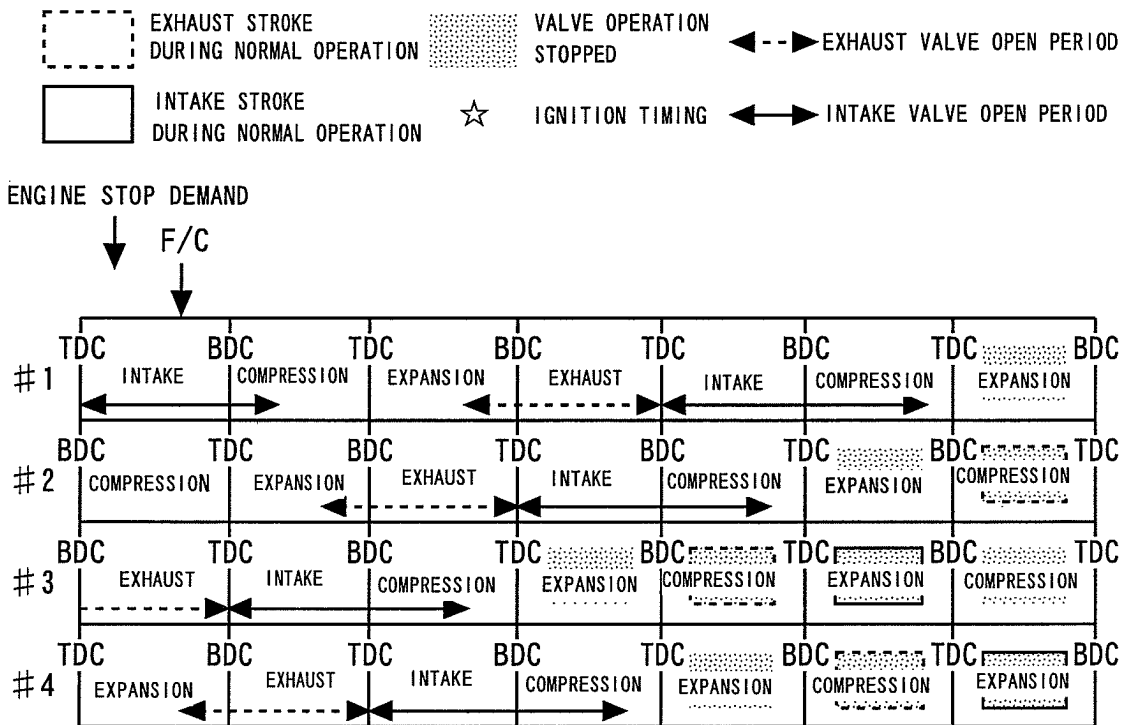 EXHAUST STROKE
DURING NORMAL OPERATION
VALVE OPERATION
STOPPED
EXHAUST VALVE OPEN PERIOD
INTAKE STROKE
DURING NORMAL OPERATION
☆ IGNITION TIMING
INTAKE VALVE OPEN PERIOD
ENGINE STOP DEMAND
F/C
TDC BDC TDC BDC TDC BDC TDC BDC
#1 INTAKE COMPRESSION EXPANSION EXHAUST INTAKE COMPRESSION EXPANSION
BDC TDC BDC TDC BDC TDC BDC TDC
#2 COMPRESSION EXPANSION EXHAUST INTAKE COMPRESSION EXPANSION COMPRESSION
BDC TDC BDC TDC BDC TDC BDC TDC
#3 EXHAUST INTAKE COMPRESSION EXPANSION COMPRESSION EXPANSION COMPRESSION
TDC BDC TDC BDC TDC BDC TDC BDC
#4 EXPANSION EXHAUST INTAKE COMPRESSION EXPANSION COMPRESSION EXPANSION